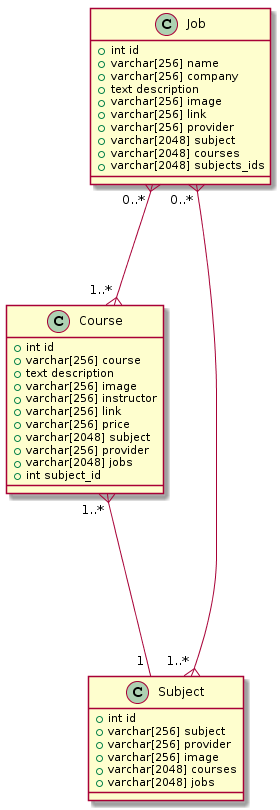 C Job
int id
varchar[256] name
varchar[256] company
text description
varchar[256] image
varchar[256] link
varchar[256] provider
varchar[2048] subject
varchar[2048] courses
varchar[2048] subjects_ids
0..* 0..*
1..*
C Course
int id
varchar[256] course
text description
varchar[256] image
varchar[256] instructor
varchar[256] link
varchar[256] price
varchar[2048] subject
varchar[256] provider
varchar[2048] jobs
int subject_id
1..*
1 1..*
C Subject
int id
varchar[256] subject
varchar[256] provider
varchar[256] image
varchar[2048] courses
varchar[2048] jobs